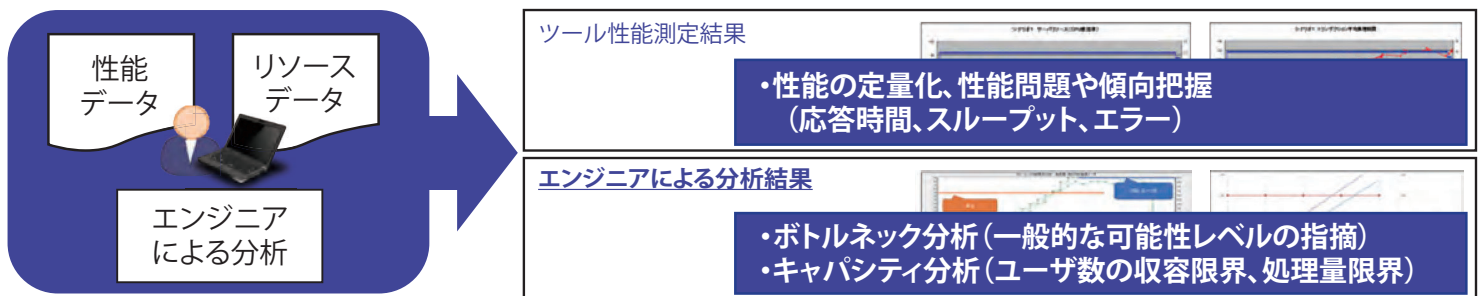 性能
データ
リソース
データ
エンジニア
による分析
ツール性能測定結果
・性能の定量化、性能問題や傾向把握
（応答時間、スループット、エラー）
エンジニアによる分析結果
・ボトルネック分析（一般的な可能性レベルの指摘）
・キャパシティ分析（ユーザ数の収容限界、処理量限界）